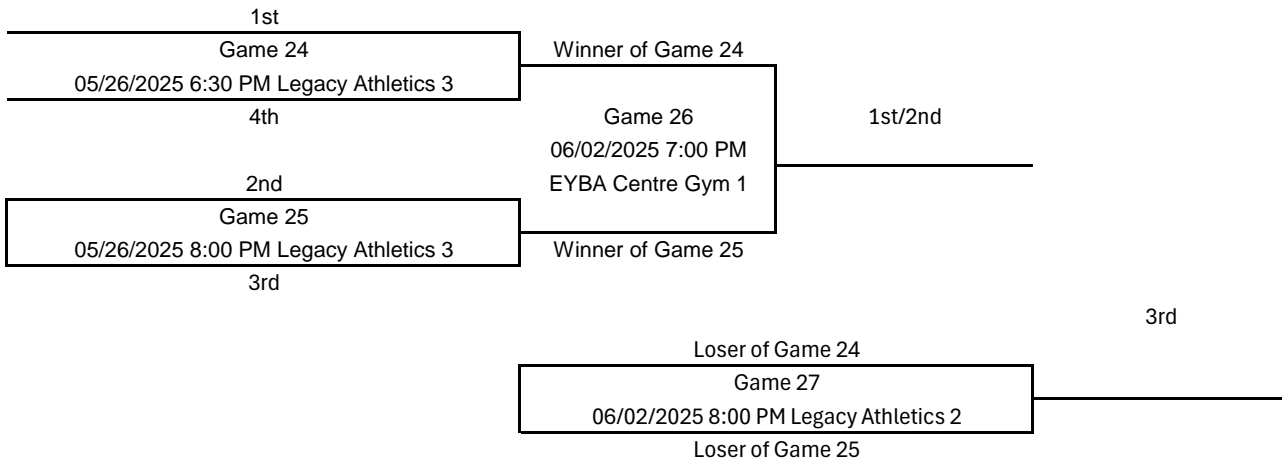 1st
Game 24
Winner of Game 24
05/26/2025 6:30 PM Legacy Athletics 3
4th
Game 26
1st/2nd
06/02/2025 7:00 PM
2nd
EYBA Centre Gym 1
Game 25
05/26/2025 8:00 PM Legacy Athletics 3
Winner of Game 25
3rd
3rd
Loser of Game 24
Game 27
06/02/2025 8:00 PM Legacy Athletics 2
Loser of Game 25